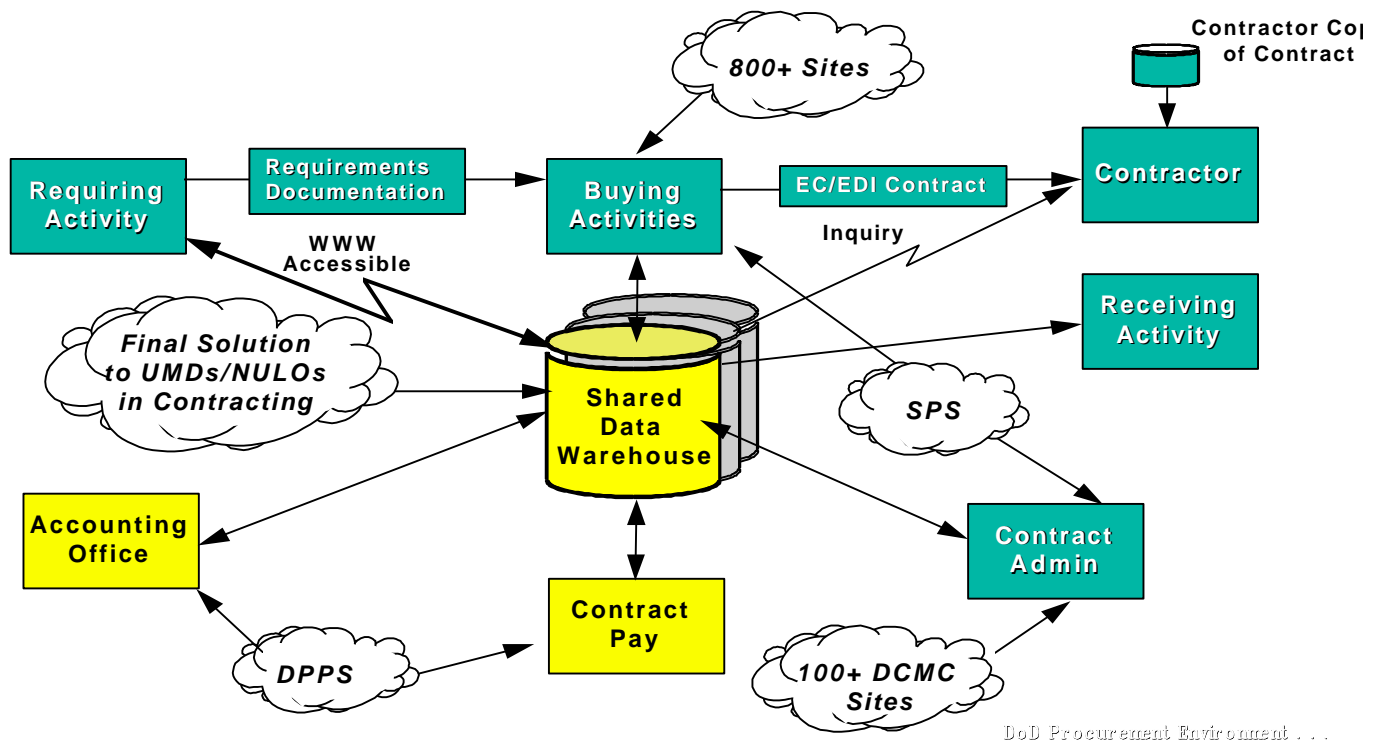 Contractor Cop
of Contract
800+ Sites
Requiring
Activity
Requirements
Documentation
Buying
Activities
EC/EDI Contract
Contractor
WWW
Accessible
Inquiry
Receiving
Activity
Final Solution
to UMDs/NULOs
in Contracting
Shared
Data
Warehouse
SPS
Accounting
Office
Contract
Admin
Contract
Pay
DPPS
100+ DCMC
Sites
DoD Procurement Environment . . .